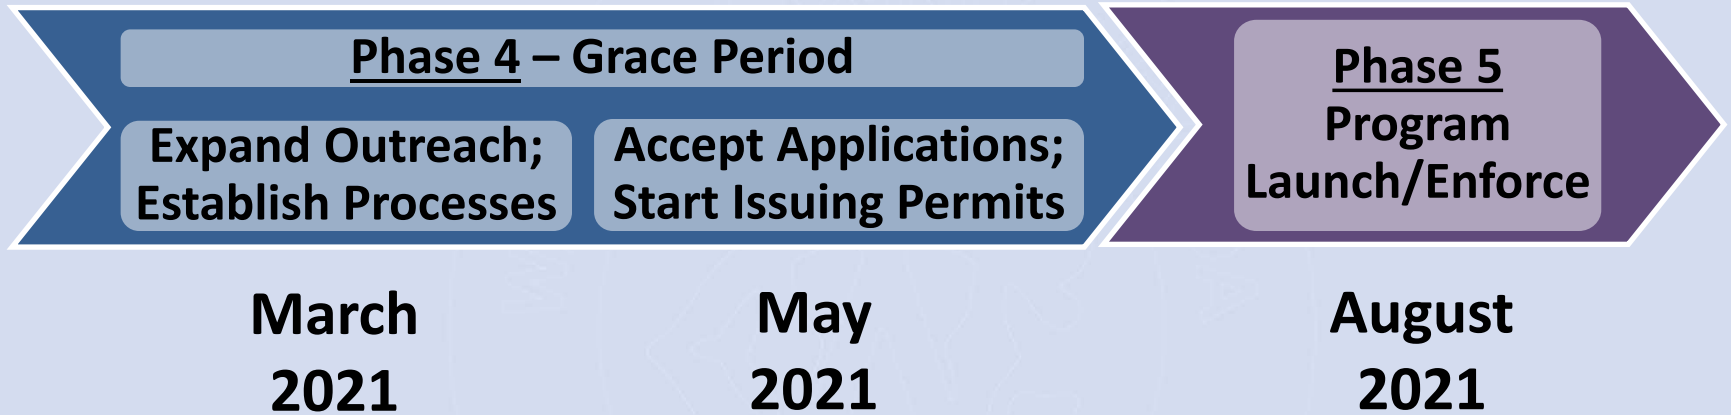 Phase 4 – Grace Period
Expand Outreach;
Establish Processes
Accept Applications;
Start Issuing Permits
Phase 5
Program
Launch/Enforce
March
2021
May
2021
August
2021